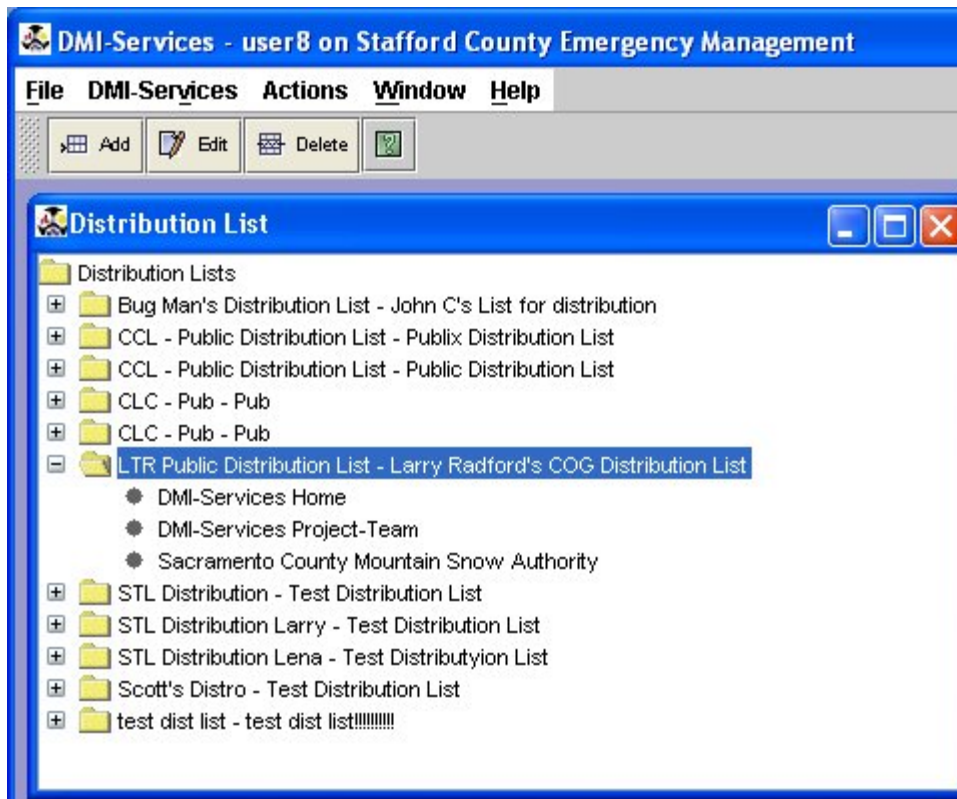 DMI-Services - user8 on Stafford County Emergency Management
File DMI-Services Actions Window Help
Add Edit Delete
Distribution List
Distribution Lists
Bug Man's Distribution List - John C's List for distribution
CCL - Public Distribution List - Publix Distribution List
CCL - Public Distribution List - Public Distribution List
CLC - Pub - Pub
CLC - Pub - Pub
LTR Public Distribution List - Larry Radford's COG Distribution List
DMI-Services Home
DMI-Services Project-Team
Sacramento County Mountain Snow Authority
STL Distribution - Test Distribution List
STL Distribution Larry - Test Distribution List
STL Distribution Lena - Test Distributyion List
Scott's Distro - Test Distribution List
test dist list - test dist list!!!!!!!!!!